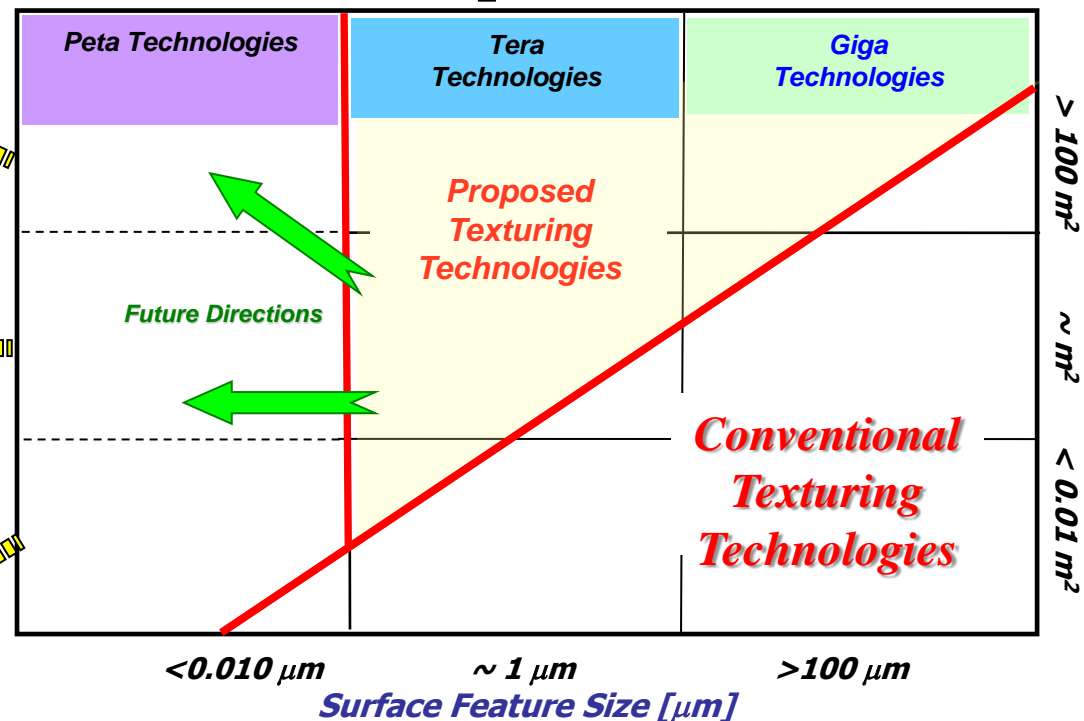 Peta Technologies
Tera
Technologies
Giga
Technologies
Proposed
Texturing
Technologies
Future Directions
Conventional
Texturing
Technologies
> 100 m²
~ m²
< 0.01 m²
<0.010 μm
~ 1 μm
>100 μm
Surface Feature Size [μm]